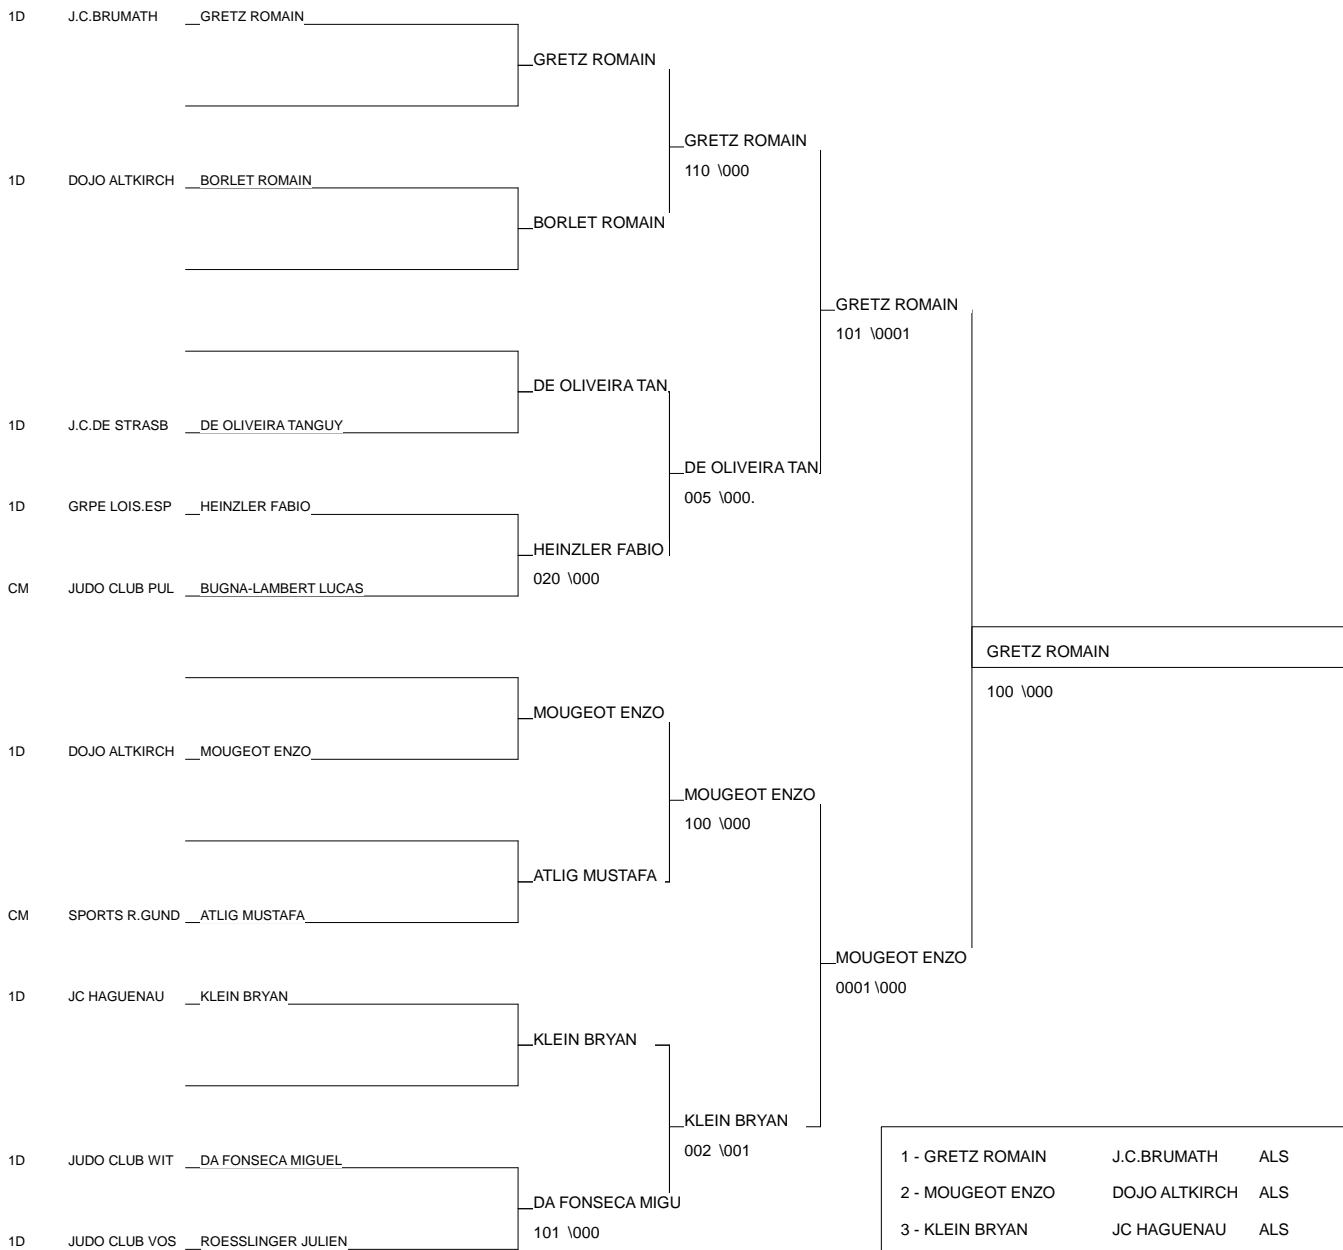 1D J.C.BRUMATH GRETZ ROMAIN
GRETZ ROMAIN
GRETZ ROMAIN
110 \000
1D DOJO ALTKIRCH BORLET ROMAIN
BORLET ROMAIN
GRETZ ROMAIN
101 \0001
DE OLIVEIRA TAN
1D J.C.DE STRASB DE OLIVEIRA TANGUY
DE OLIVEIRA TAN
005 \000.
1D GRPE LOIS.ESP HEINZLER FABIO
HEINZLER FABIO
020 \000
CM JUDO CLUB PUL BUGNA-LAMBERT LUCAS
GRETZ ROMAIN
100 \000
MOUGEOT ENZO
1D DOJO ALTKIRCH MOUGEOT ENZO
MOUGEOT ENZO
100 \000
ATLIG MUSTAFA
CM SPORTS R.GUND ATLIG MUSTAFA
MOUGEOT ENZO
0001 \000
1D JC HAGUENAU KLEIN BRYAN
KLEIN BRYAN
KLEIN BRYAN
002 \001
1D JUDO CLUB WIT DA FONSECA MIGUEL
DA FONSECA MIGU
101 \000
1D JUDO CLUB VOS ROESSLINGER JULIEN
1 - GRETZ ROMAIN J.C.BRUMATH ALS
2 - MOUGEOT ENZO DOJO ALTKIRCH ALS
3 - KLEIN BRYAN JC HAGUENAU ALS